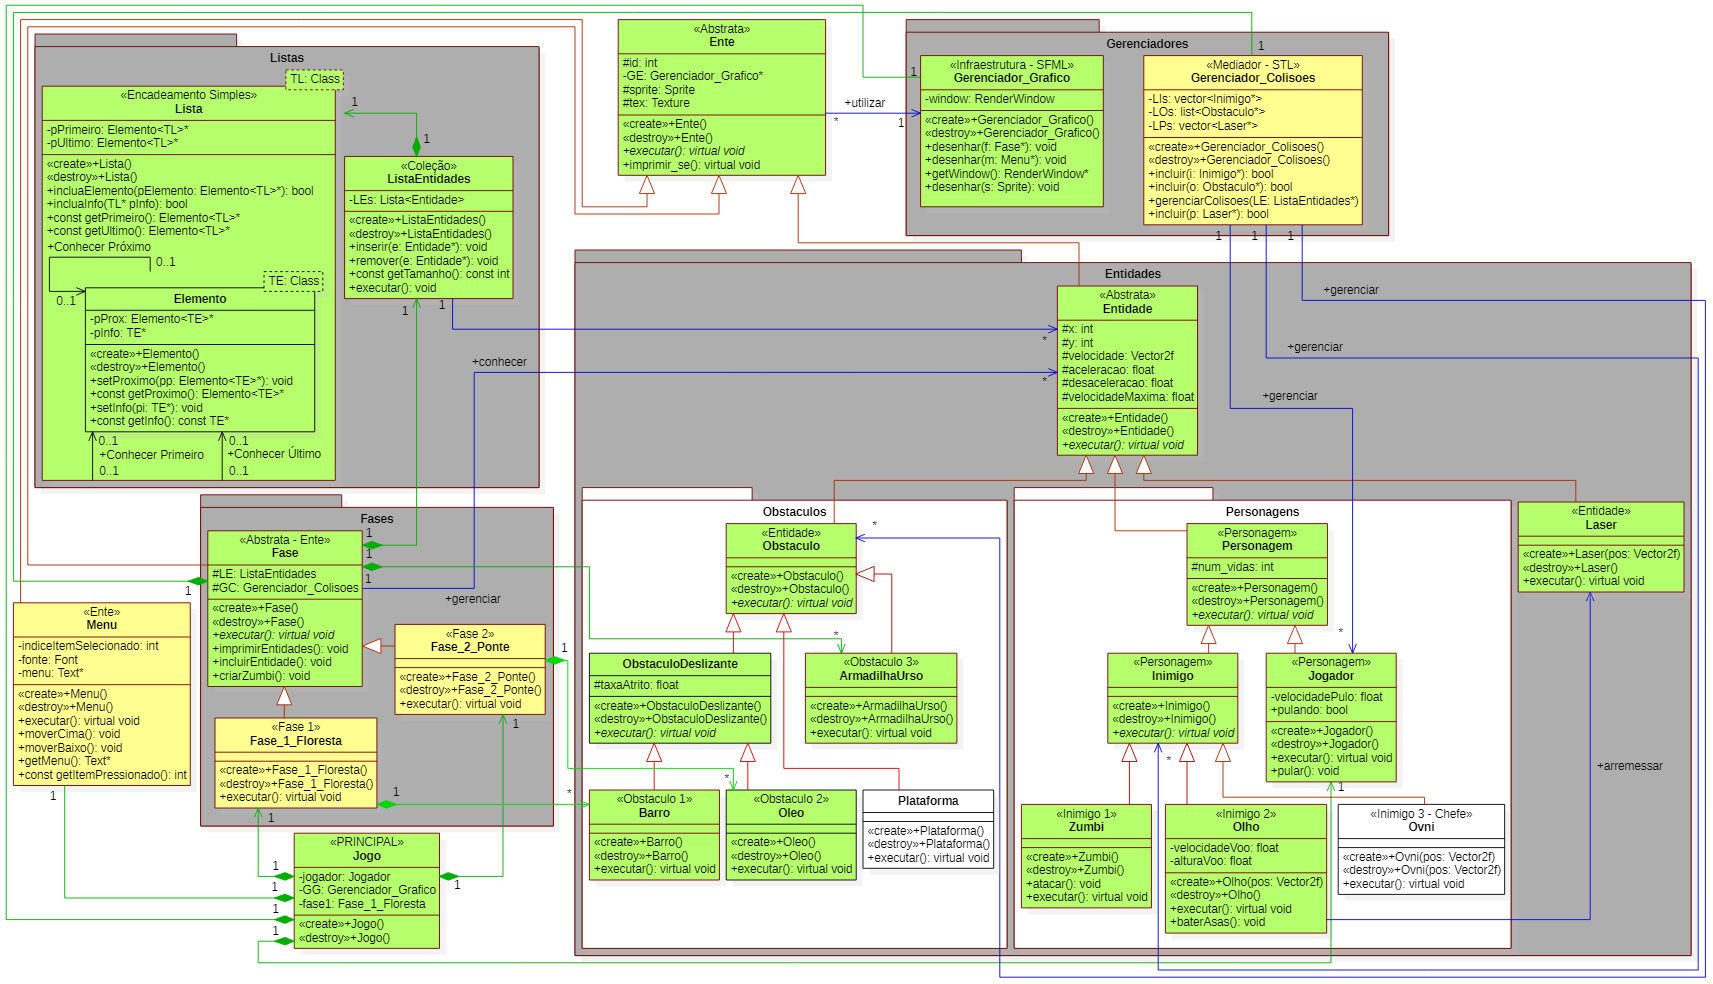 «Abstrata»
Ente
#id: int
-GE: Gerenciador_Grafico*
#sprite: Sprite
#tex: Texture
«create»+Ente()
«destroy»+Ente()
+executar(): virtual void
+imprimir_se(): virtual void
+utilizar
*
1
Gerenciadores
1
1
«Infraestrutura - SFML»
Gerenciador_Grafico
-window: RenderWindow
«create»+Gerenciador_Grafico()
«destroy»+Gerenciador_Grafico()
+desenhar(f: Fase*): void
+desenhar(m: Menu*): void
+getWindow(): RenderWindow*
+desenhar(s: Sprite): void
«Mediador - STL»
Gerenciador_Colisoes
-LIs: vector<Inimigo*>
-LOs: list<Obstaculo*>
-LPs: vector<Laser*>
«create»+Gerenciador_Colisoes()
«destroy»+Gerenciador_Colisoes()
+incluir(i: Inimigo*): bool
+incluir(o: Obstaculo*): bool
+gerenciarColisoes(LE: ListaEntidades*)
+incluir(p: Laser*): bool
1
1
1
+gerenciar
+gerenciar
+gerenciar
Listas
TL: Class
«Encadeamento Simples»
Lista
-pPrimeiro: Elemento<TL>*
-pUltimo: Elemento<TL>*
«create»+Lista()
«destroy»+Lista()
+incluaElemento(pElemento: Elemento<TL>*): bool
+incluaInfo(TL* pInfo): bool
+const getPrimeiro(): Elemento<TL>*
+const getUltimo(): Elemento<TL>*
+Conhecer Próximo
0..1
0..1
TE: Class
Elemento
-pProx: Elemento<TE>*
-pInfo: TE*
«create»+Elemento()
«destroy»+Elemento()
+setProximo(pp: Elemento<TE>*): void
+const getProximo(): Elemento<TE>*
+setInfo(pi: TE*): void
+const getInfo(): const TE*
0..1
0..1
+Conhecer Primeiro
+Conhecer Último
0..1
0..1
1
1
«Coleção»
ListaEntidades
-LEs: Lista<Entidade>
«create»+ListaEntidades()
«destroy»+ListaEntidades()
+inserir(e: Entidade*): void
+remover(e: Entidade*): void
+const getTamanho(): const int
+executar(): void
1
1
+conhecer
*
*
Entidades
«Abstrata»
Entidade
#x: int
#y: int
#velocidade: Vector2f
#aceleracao: float
#desaceleracao: float
#velocidadeMaxima: float
«create»+Entidade()
«destroy»+Entidade()
+executar(): virtual void
Fases
«Abstrata - Ente»
Fase
#LE: ListaEntidades
#GC: Gerenciador_Colisoes
«create»+Fase()
«destroy»+Fase()
+executar(): virtual void
+imprimirEntidades(): void
+incluirEntidade(): void
+criarZumbi(): void
1
1
1
1
+gerenciar
«Fase 2»
Fase_2_Ponte
«create»+Fase_2_Ponte()
«destroy»+Fase_2_Ponte()
+executar(): virtual void
1
1
«Fase 1»
Fase_1_Floresta
«create»+Fase_1_Floresta()
«destroy»+Fase_1_Floresta()
+executar(): virtual void
1
1
«Ente»
Menu
-indiceItemSelecionado: int
-fonte: Font
-menu: Text*
«create»+Menu()
«destroy»+Menu()
+executar(): virtual void
+moverCima(): void
+moverBaixo(): void
+getMenu(): Text*
+const getItemPressionado(): int
1
«PRINCIPAL»
Jogo
-jogador: Jogador
-GG: Gerenciador_Grafico
-fase1: Fase_1_Floresta
«create»+Jogo()
«destroy»+Jogo()
1
1
1
1
1
Obstaculos
«Entidade»
Obstaculo
«create»+Obstaculo()
«destroy»+Obstaculo()
+executar(): virtual void
*
ObstaculoDeslizante
#taxaAtrito: float
«create»+ObstaculoDeslizante()
«destroy»+ObstaculoDeslizante()
+executar(): virtual void
*
«Obstaculo 3»
ArmadilhaUrso
«create»+ArmadilhaUrso()
«destroy»+ArmadilhaUrso()
+executar(): virtual void
*
*
«Obstaculo 1»
Barro
«create»+Barro()
«destroy»+Barro()
+executar(): virtual void
«Obstaculo 2»
Oleo
«create»+Oleo()
«destroy»+Oleo()
+executar(): virtual void
Plataforma
«create»+Plataforma()
«destroy»+Plataforma()
+executar(): virtual void
Personagens
«Personagem»
Personagem
#num_vidas: int
«create»+Personagem()
«destroy»+Personagem()
+executar(): virtual void
*
«Personagem»
Inimigo
«create»+Inimigo()
«destroy»+Inimigo()
+executar(): virtual void
*
«Personagem»
Jogador
-velocidadePulo: float
+pulando: bool
«create»+Jogador()
«destroy»+Jogador()
+executar(): virtual void
+pular(): void
1
«Inimigo 1»
Zumbi
«create»+Zumbi()
«destroy»+Zumbi()
+atacar(): void
+executar(): virtual void
«Inimigo 2»
Olho
-velocidadeVoo: float
-alturaVoo: float
«create»+Olho(pos: Vector2f)
«destroy»+Olho()
+executar(): virtual void
+baterAsas(): void
«Inimigo 3 - Chefe»
Ovni
«create»+Ovni(pos: Vector2f)
«destroy»+Ovni(pos: Vector2f)
+executar(): virtual void
«Entidade»
Laser
«create»+Laser(pos: Vector2f)
«destroy»+Laser()
+executar(): virtual void
+arremessar